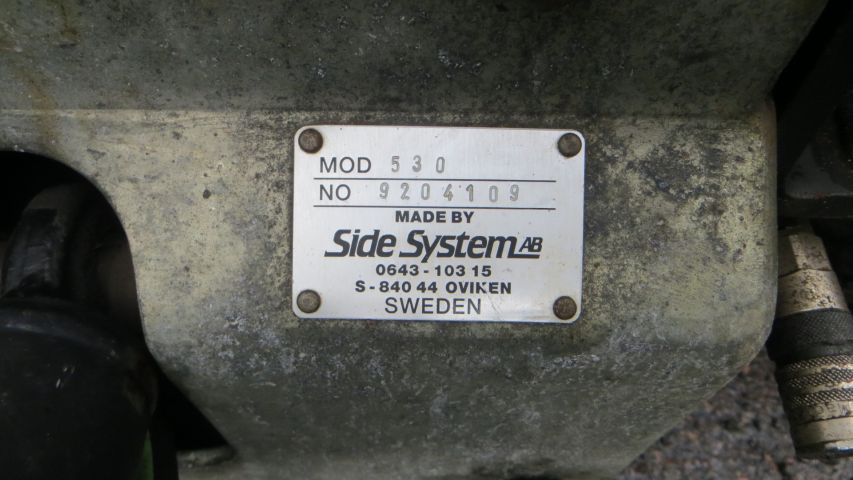 MOD 530
NO 9204109
MADE BY
Side System AB
0643-103 15
S-840 44 OVIKEN
SWEDEN